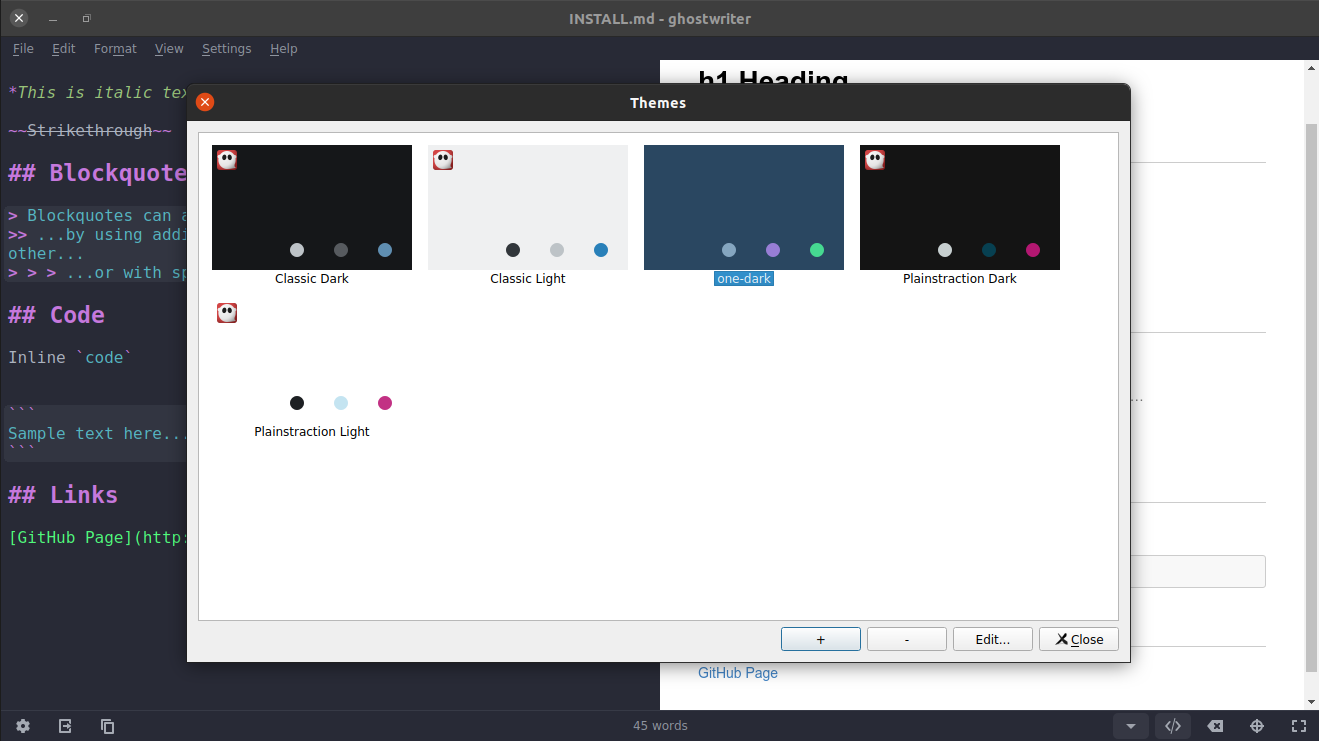 INSTALL.md - ghostwriter
File Edit Format View Settings Help
*This is italic tex
~~Strikethrough~~
## Blockquote
> Blockquotes can a
>> ...by using addi
other...
> > > ...or with sp
## Code
Inline `code`
```
Sample text here...
```
## Links
[GitHub Page](http:
h1 Heading
Themes
Classic Dark
Classic Light
one-dark
Plainstraction Dark
Plainstraction Light
+
-
Edit...
Close
...
GitHub Page
45 words